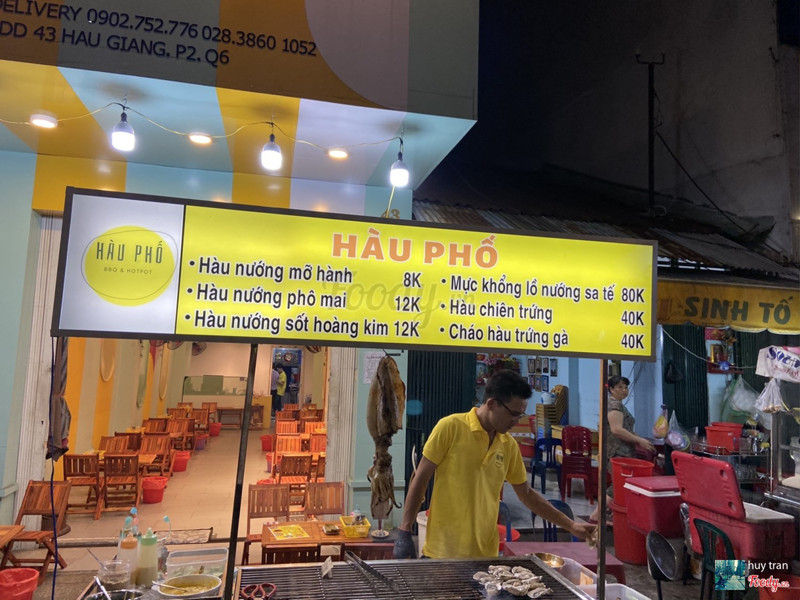 DELIVERY 0902.752.776 028.3860 1052
DD 43 HAU GIANG. P2. Q6
43
HÀU PHỐ
BBQ & HOTPOT
HÀU PHỐ
• Hàu nướng mỡ hành 8K
• Hàu nướng phô mai 12K
• Hàu nướng sốt hoàng kim 12K
• Mực khổng lồ nướng sa tế 80K
• Hàu chiên trứng 40K
• Cháo hàu trứng gà 40K
Foody.vn
SINH TỐ
huy tran
Foody.vn